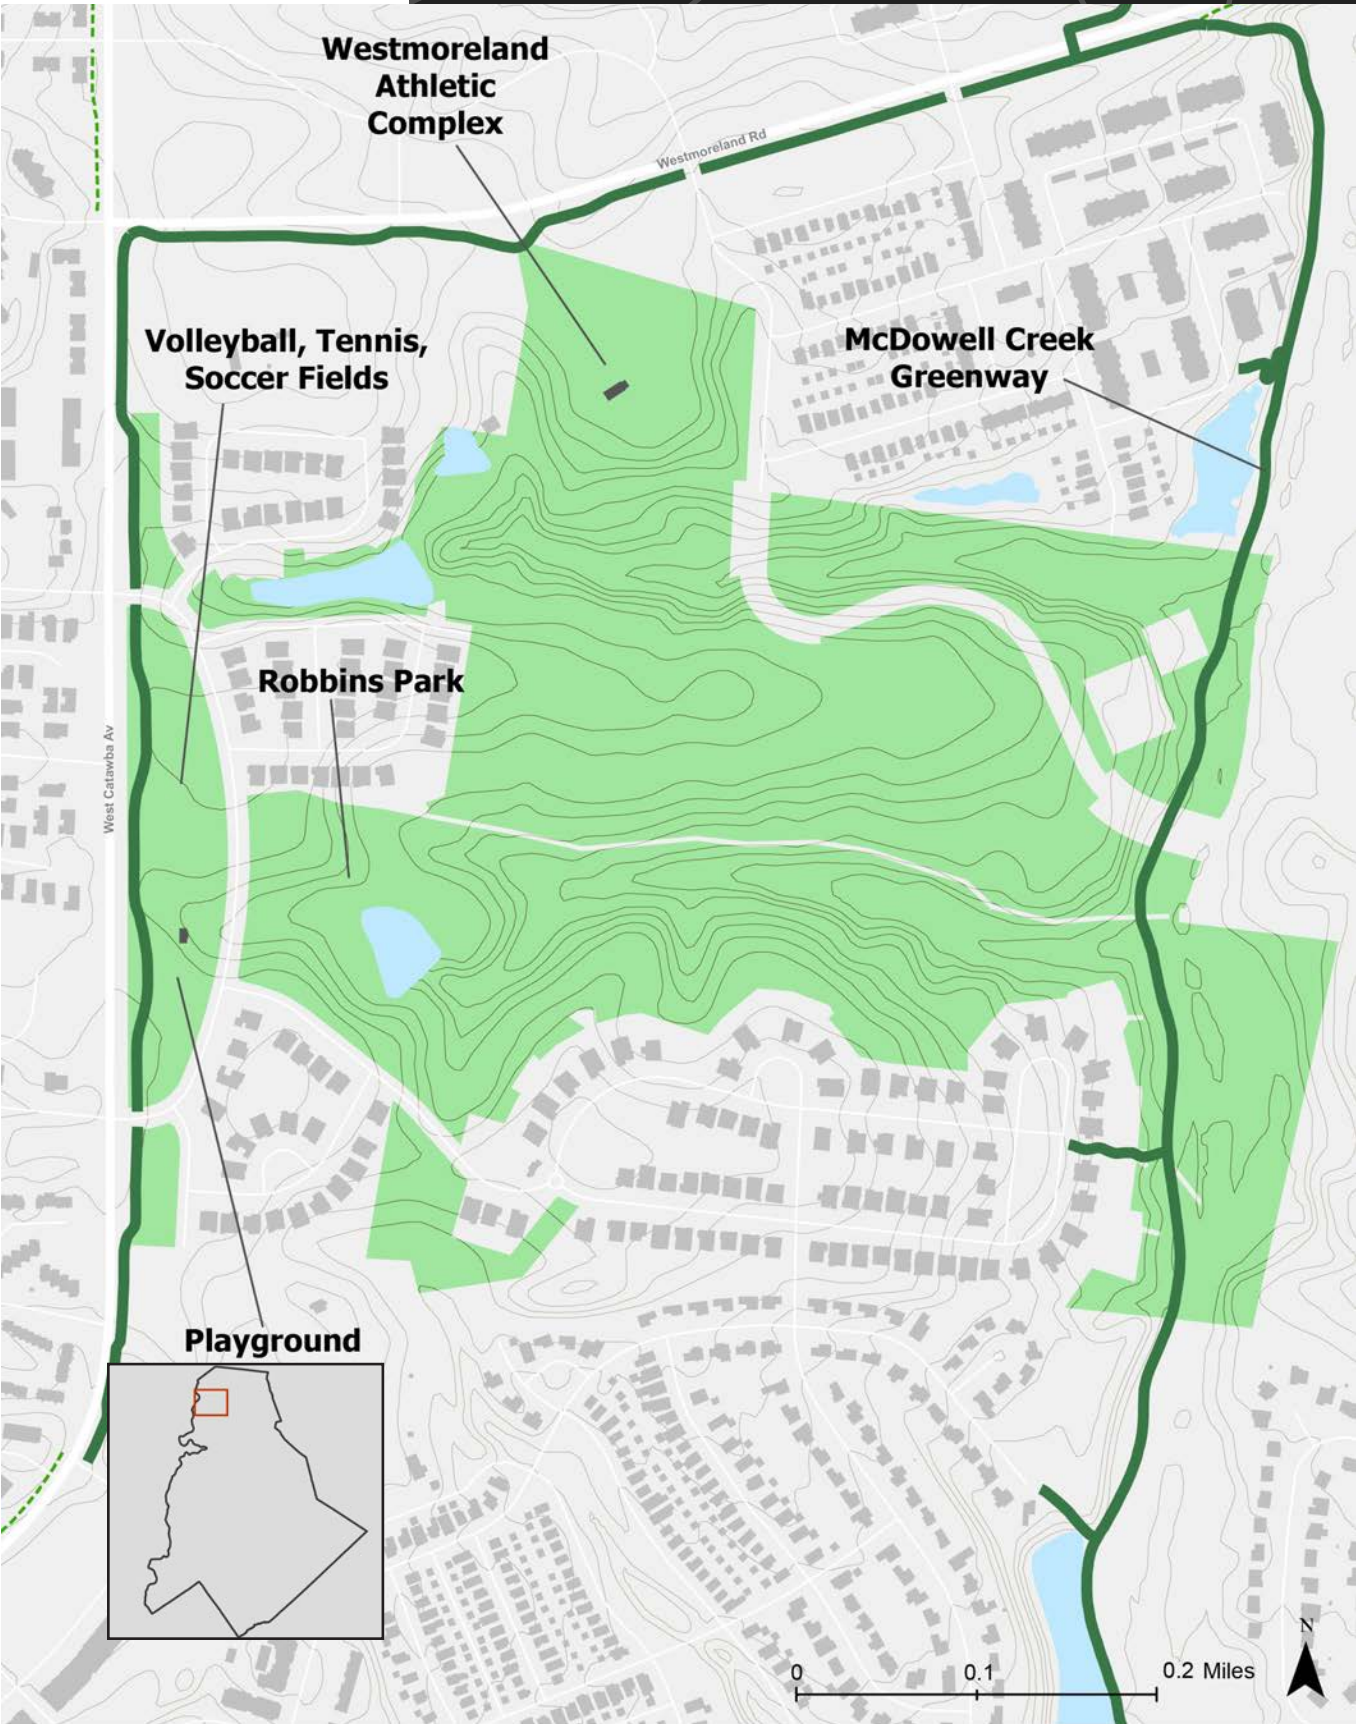 Westmoreland
Athletic
Complex
Westmoreland Rd
Volleyball, Tennis,
Soccer Fields
McDowell Creek
Greenway
Robbins Park
West Catawba Av
Playground
N
0 0.1 0.2 Miles